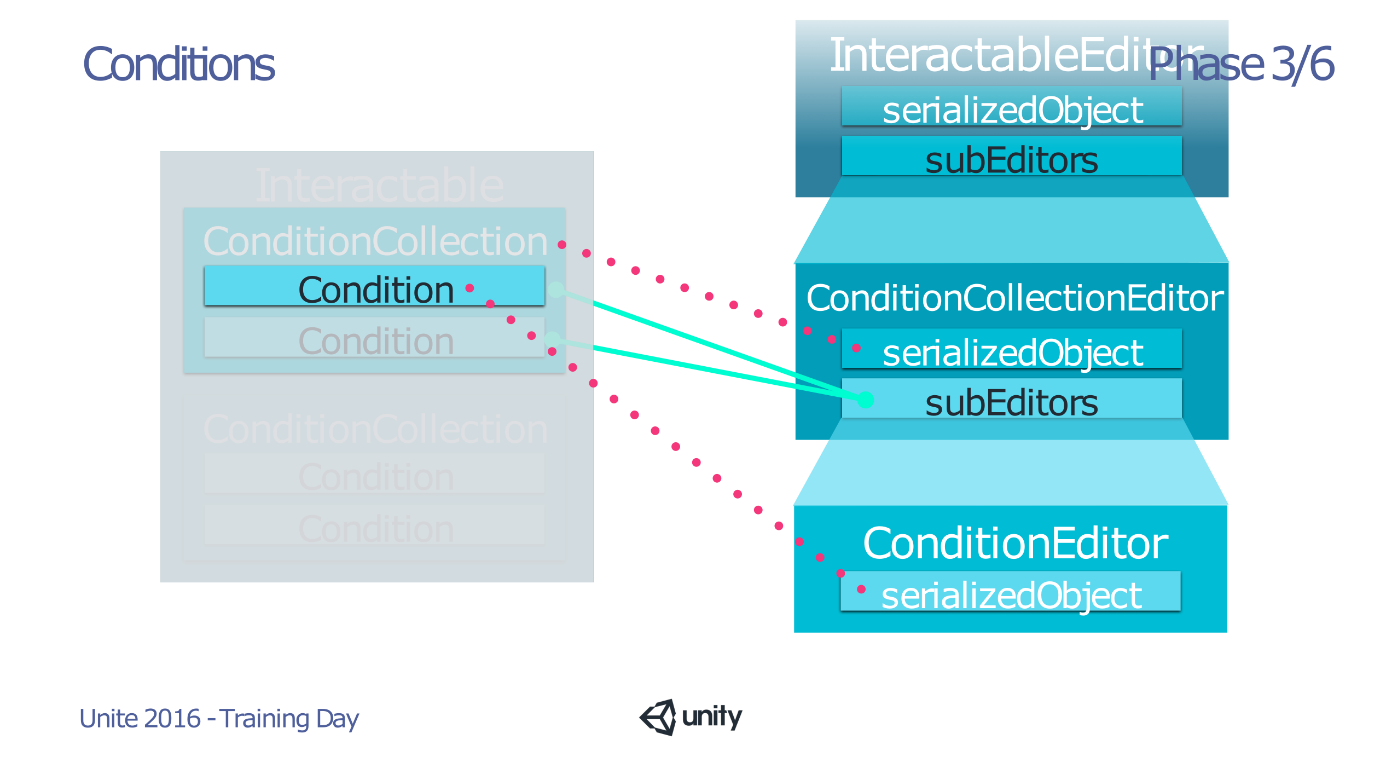 Conditions
Phase 3/6
Interactable
ConditionCollection
Condition
Condition
ConditionCollection
Condition
Condition
InteractableEditor
serializedObject
subEditors
ConditionCollectionEditor
serializedObject
subEditors
ConditionEditor
serializedObject
Unite 2016 - Training Day
unity